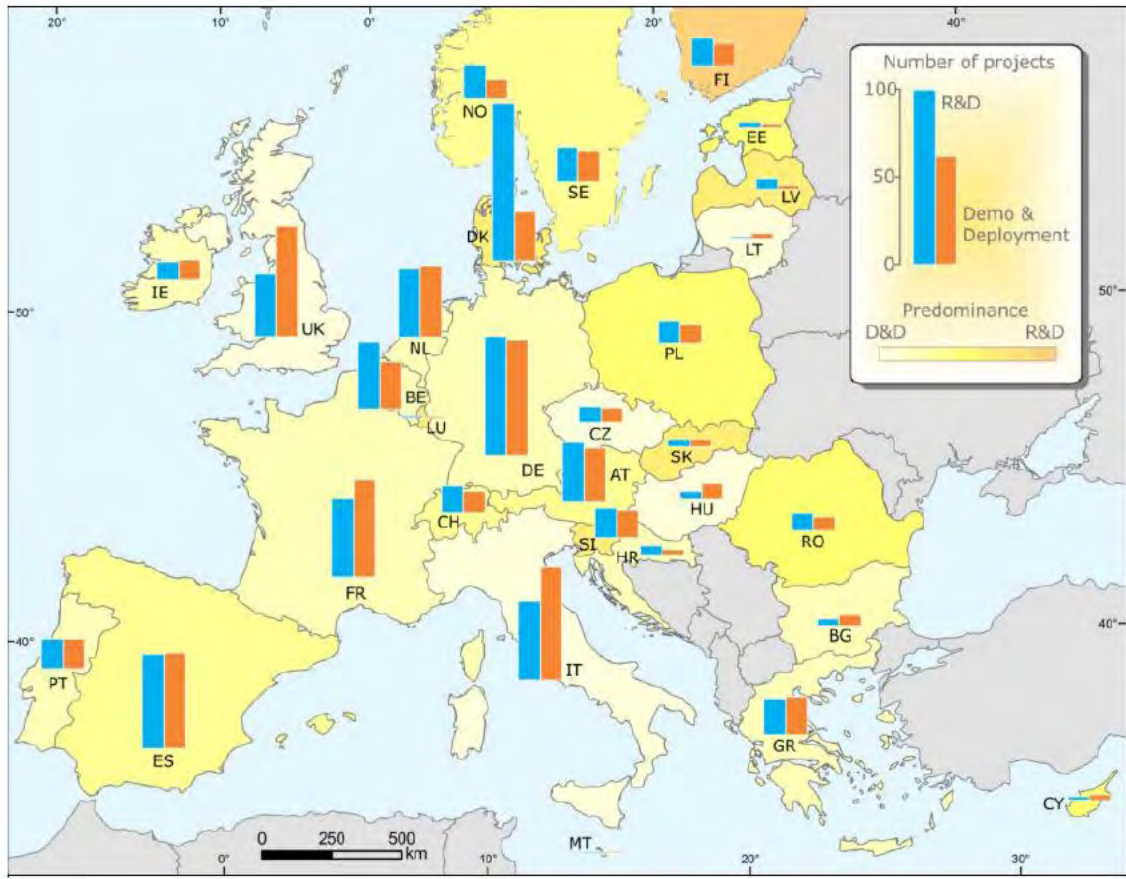 20°
10°
0°
20°
40°
Number of projects
100
R&D
50
Demo &
Deployment
0
Predominance
D&D
R&D
FI
NO
EE
SE
LV
DK
LT
IE
50°
50°
UK
NL
PL
BE
LU
CZ
DE
AT
SK
CH
HU
SI
HR
RO
FR
40°
40°
BG
PT
IT
ES
GR
CY
MT
0
250
500
km
0°
10°
20°
30°